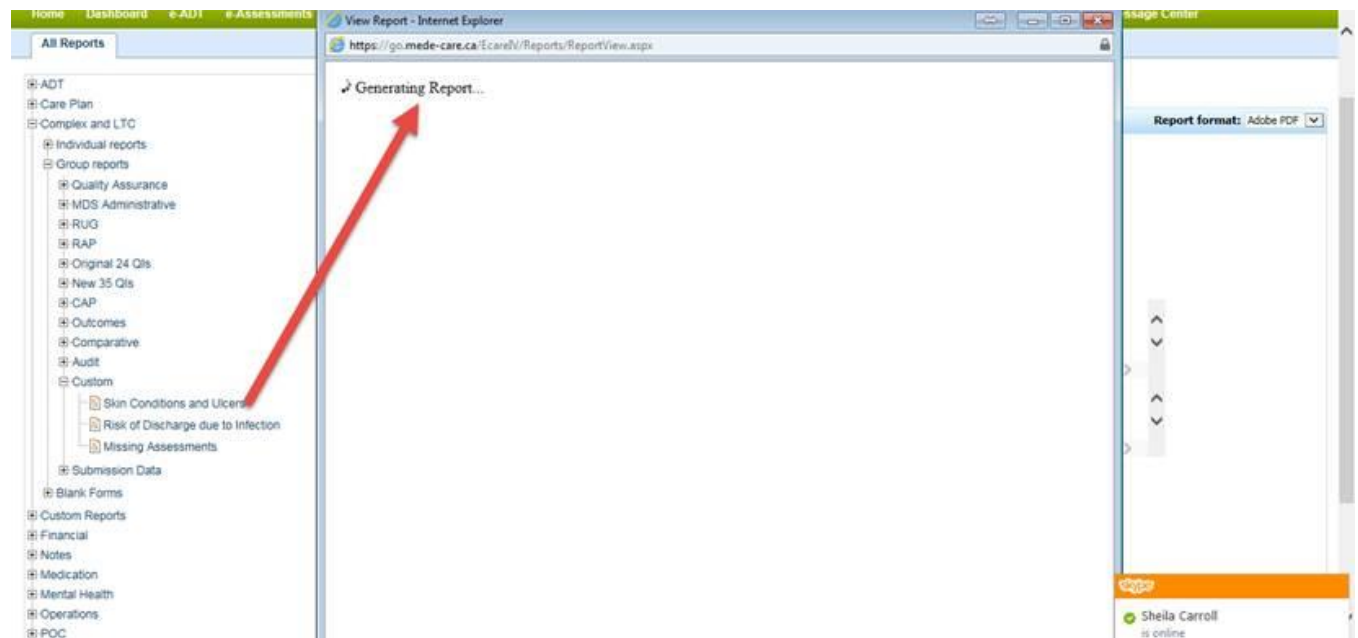 Home Dashboard e-ADT e-Assessments
View Report - Internet Explorer
ssage Center
All Reports
https://go.mede-care.ca/EcareIV/Reports/ReportView.aspx
Generating Report...
Report format: Adobe PDF
ADT
Care Plan
Complex and LTC
Individual reports
Group reports
Quality Assurance
MDS Administrative
RUG
RAP
Original 24 QIs
New 35 QIs
CAP
Outcomes
Comparative
Audit
Custom
Skin Conditions and Ulcers
Risk of Discharge due to Infection
Missing Assessments
Submission Data
Blank Forms
Custom Reports
Financial
Notes
Medication
Mental Health
Operations
POC
skype
Sheila Carroll
is online